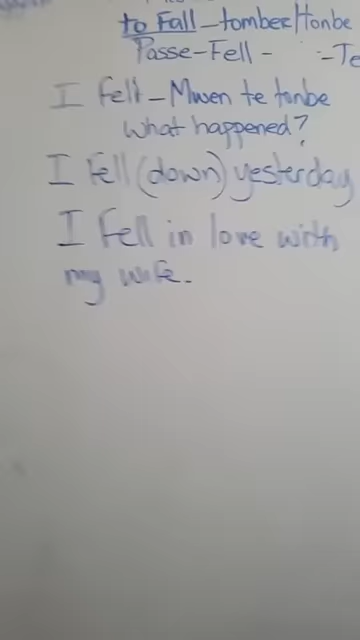 to Fall - tomber/tonbe
Passe - Fell - - Te
I Fell - Mwen te tonbe
What happened?
I Fell (down) yesterday
I Fell in love with
my wife.